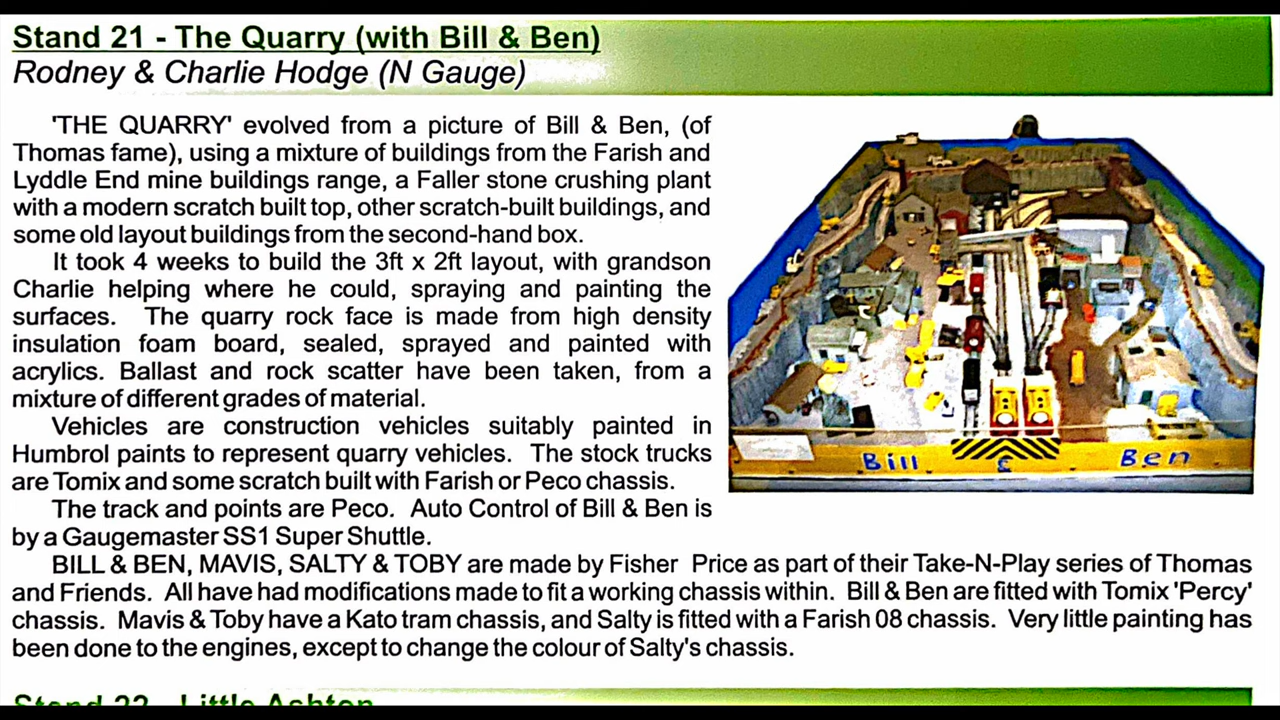 Stand 21 - The Quarry (with Bill & Ben)
Rodney & Charlie Hodge (N Gauge)
'THE QUARRY' evolved from a picture of Bill & Ben, (of
Thomas fame), using a mixture of buildings from the Farish and
Lyddle End mine buildings range, a Faller stone crushing plant
with a modern scratch built top, other scratch-built buildings, and
some old layout buildings from the second-hand box.
It took 4 weeks to build the 3ft x 2ft layout, with grandson
Charlie helping where he could, spraying and painting the
surfaces. The quarry rock face is made from high density
insulation foam board, sealed, sprayed and painted with
acrylics. Ballast and rock scatter have been taken, from a
mixture of different grades of material.
Vehicles are construction vehicles suitably painted in
Humbrol paints to represent quarry vehicles. The stock trucks
are Tomix and some scratch built with Farish or Peco chassis.
The track and points are Peco. Auto Control of Bill & Ben is
by a Gaugemaster SS1 Super Shuttle.
Bill & Ben
BILL & BEN, MAVIS, SALTY & TOBY are made by Fisher Price as part of their Take-N-Play series of Thomas
and Friends. All have had modifications made to fit a working chassis within. Bill & Ben are fitted with Tomix 'Percy'
chassis. Mavis & Toby have a Kato tram chassis, and Salty is fitted with a Farish 08 chassis. Very little painting has
been done to the engines, except to change the colour of Salty's chassis.
Stand 22 - Little Ashton